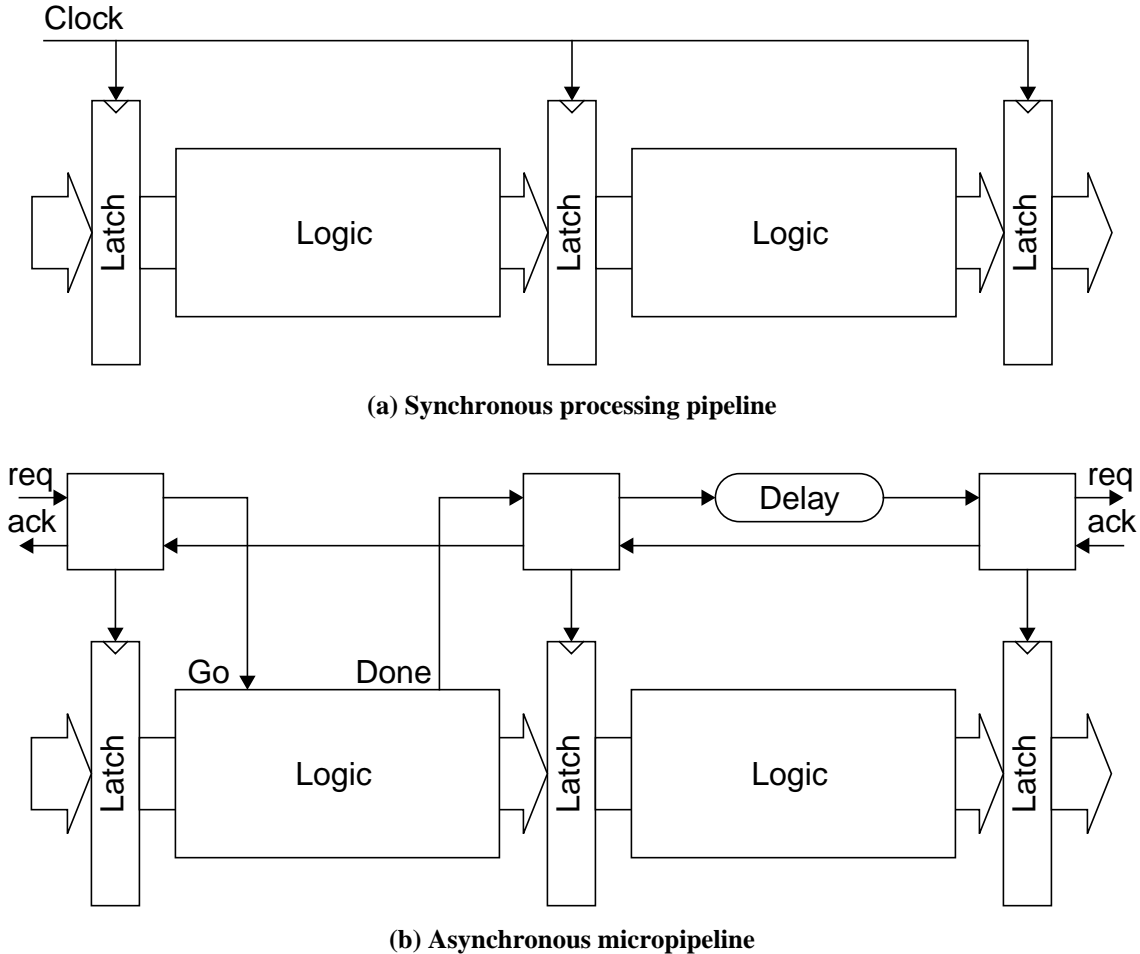 Clock
Latch
Logic
Latch
Logic
Latch
(a) Synchronous processing pipeline
req
ack
Delay
req
ack
Go
Done
Latch
Logic
Latch
Logic
Latch
(b) Asynchronous micropipeline